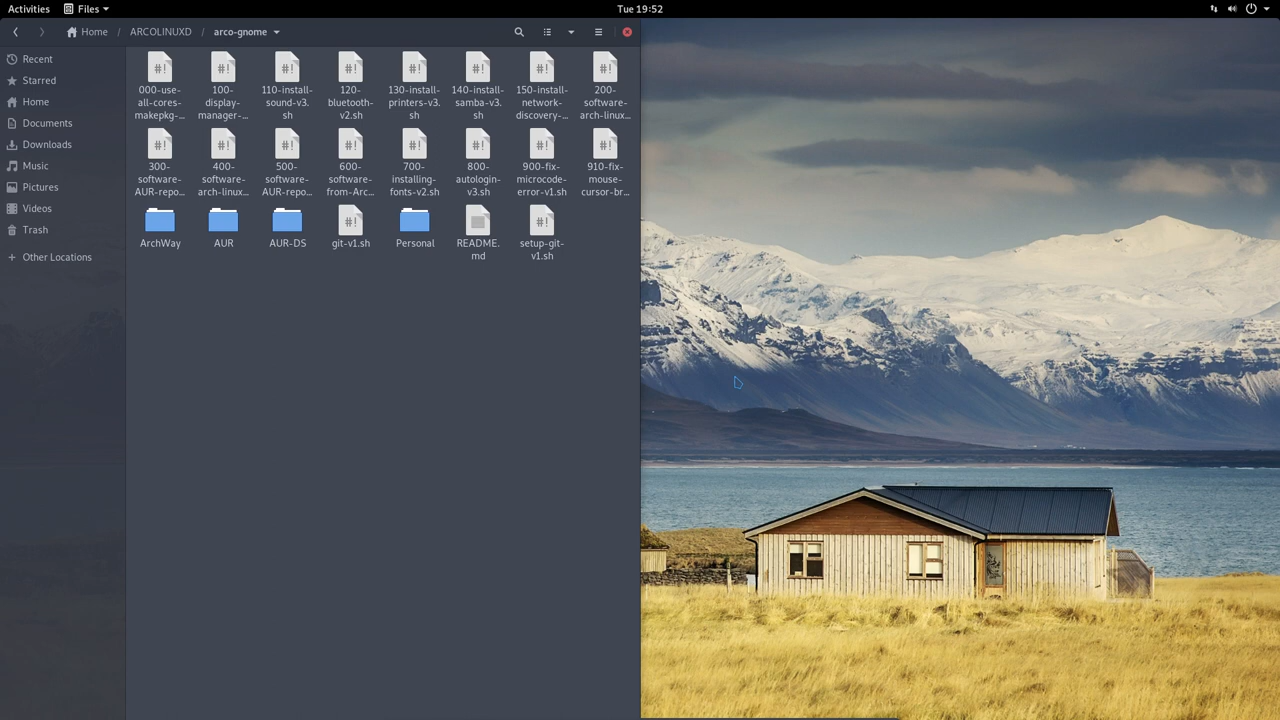 Activities Files Tue 19:52
Home / ARCOLINUXD / arco-gnome
Recent
Starred
Home
Documents
Downloads
Music
Pictures
Videos
Trash
+ Other Locations
000-use-
all-cores-
makepkg-...
100-
display-
manager-...
110-install-
sound-v3.
sh
120-
bluetooth-
v2.sh
130-install-
printers-v3.
sh
140-install-
samba-v3.
sh
150-install-
network-
discovery-...
200-
software-
arch-linux...
300-
software-
AUR-repo...
400-
software-
arch-linux...
500-
software-
AUR-repo...
600-
software-
from-Arc...
700-
installing-
fonts-v2.sh
800-
autologin-
v3.sh
900-fix-
microcode-
error-v1.sh
910-fix-
mouse-
cursor-br...
ArchWay
AUR
AUR-DS
git-v1.sh
Personal
README.
md
setup-git-
v1.sh